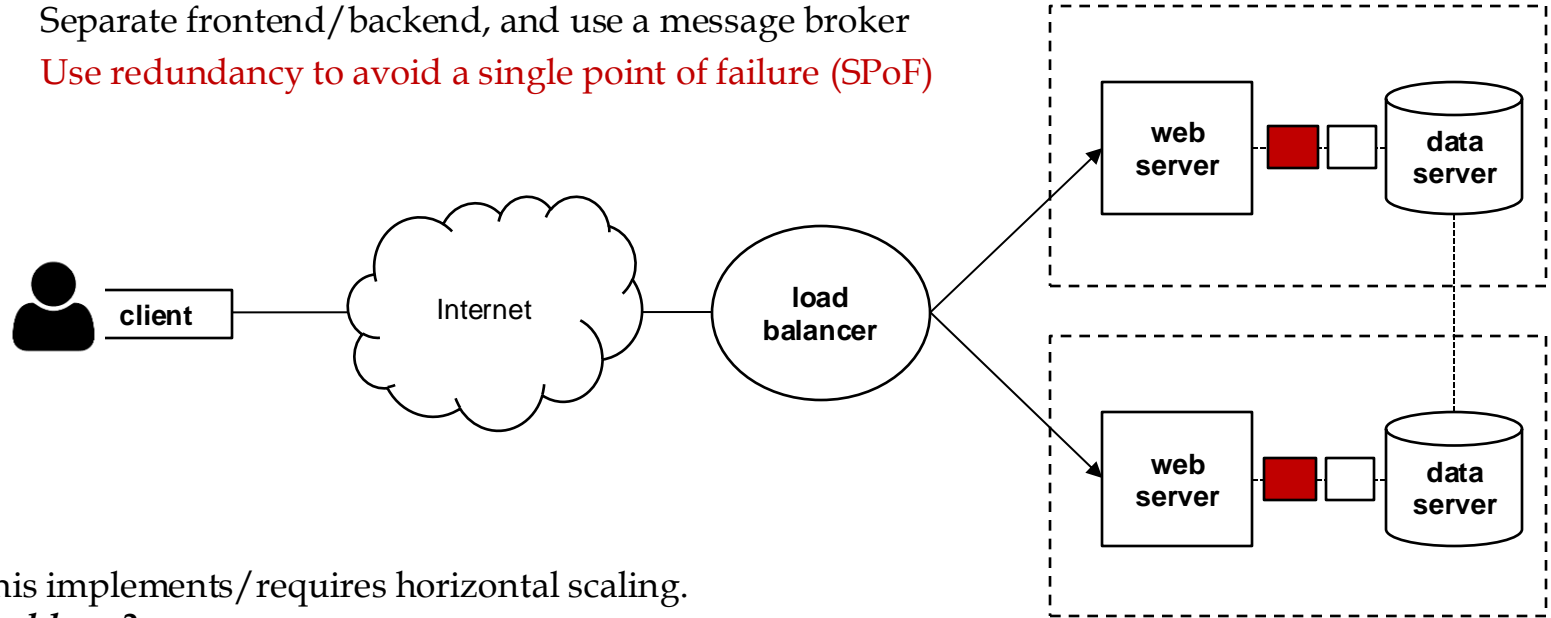 Separate frontend/backend, and use a message broker
Use redundancy to avoid a single point of failure (SPoF)
client
Internet
load
balancer
web
server
data
server
web
server
data
server
implements/requires horizontal scaling.